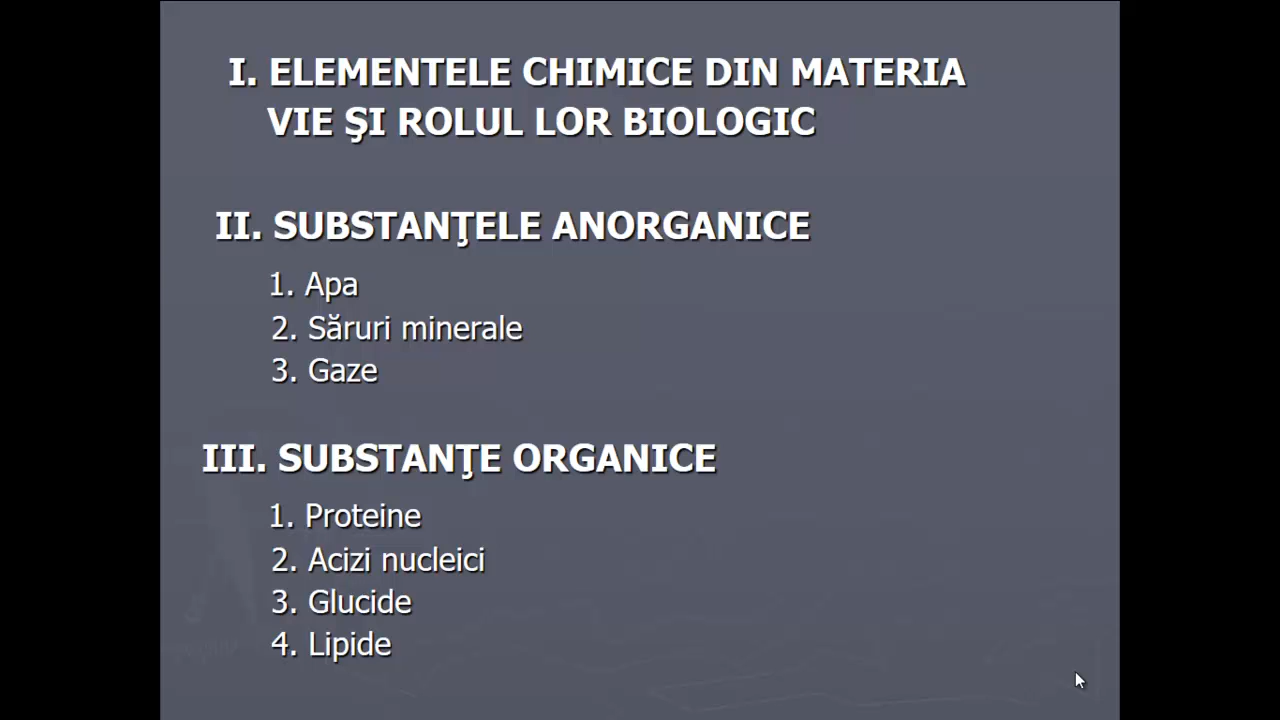 I. ELEMENTELE CHIMICE DIN MATERIA
VIE ŞI ROLUL LOR BIOLOGIC
II. SUBSTANŢELE ANORGANICE
1. Apa
2. Săruri minerale
3. Gaze
III. SUBSTANŢE ORGANICE
1. Proteine
2. Acizi nucleici
3. Glucide
4. Lipide